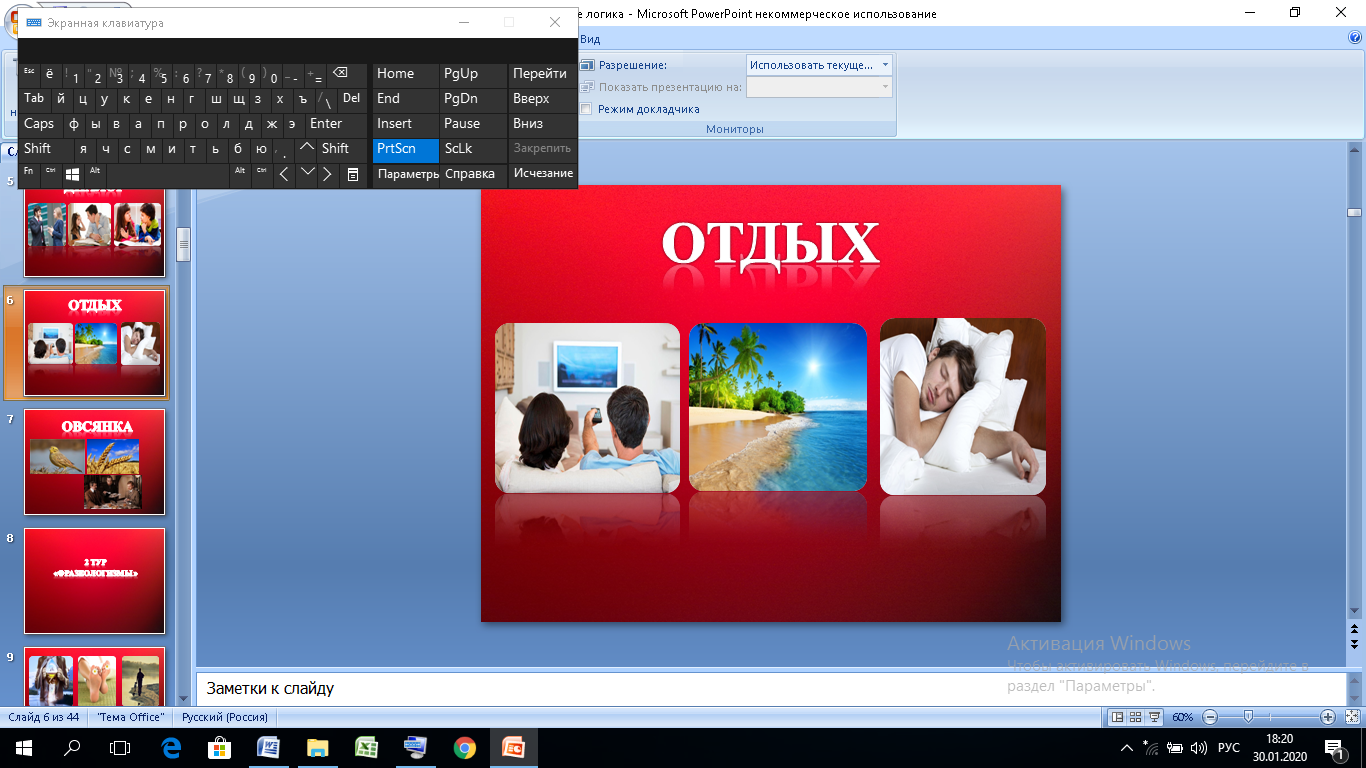 Экранная клавиатура
е логика - Microsoft PowerPoint некоммерческое использование
Вид
Esc ё ! 1 " 2 № 3 ; 4 % 5 : 6 ? 7 * 8 ( 9 ) 0 _ - + =
Home PgUp Перейти
Tab й ц у к е н г ш щ з х ъ / \ Del
End PgDn Вверх
Caps ф ы в а п р о л д ж э Enter
Insert Pause Вниз
Shift я ч с м и т ь б ю , . Shift
PrtScn ScLk Закрепить
Fn Ctrl Alt Alt Ctrl
Параметры Справка Исчезание
Разрешение: Использовать текуще...
Показать презентацию на:
Режим докладчика
Мониторы
5
6
ОТДЫХ
7
ОВСЯНКА
8
2 ТУР
«ФРАЗЕОЛОГИЗМЫ»
9
ОТДЫХ
Активация Windows
Чтобы активировать Windows, перейдите в
раздел "Параметры".
Заметки к слайду
Слайд 6 из 44 "Тема Office" Русский (Россия) 60%
РУС
18:20
30.01.2020
1